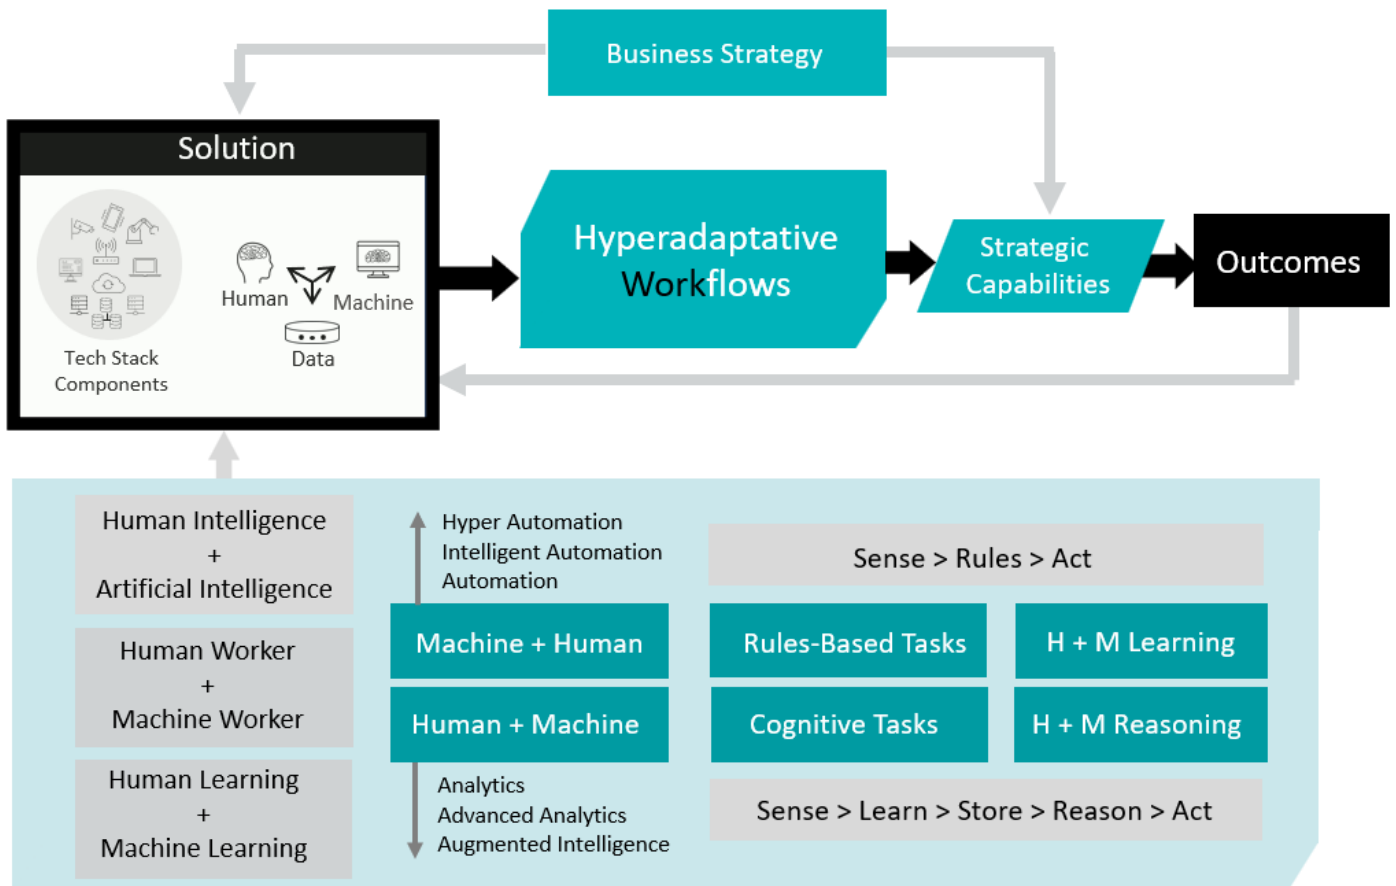 Business Strategy
Solution
Human
Machine
Data
Tech Stack
Components
Hyperadaptative
Workflows
Strategic
Capabilities
Outcomes
Human Intelligence
+
Artificial Intelligence
Human Worker
+
Machine Worker
Human Learning
+
Machine Learning
Hyper Automation
Intelligent Automation
Automation
Machine + Human
Human + Machine
Analytics
Advanced Analytics
Augmented Intelligence
Sense > Rules > Act
Rules-Based Tasks
H + M Learning
Cognitive Tasks
H + M Reasoning
Sense > Learn > Store > Reason > Act